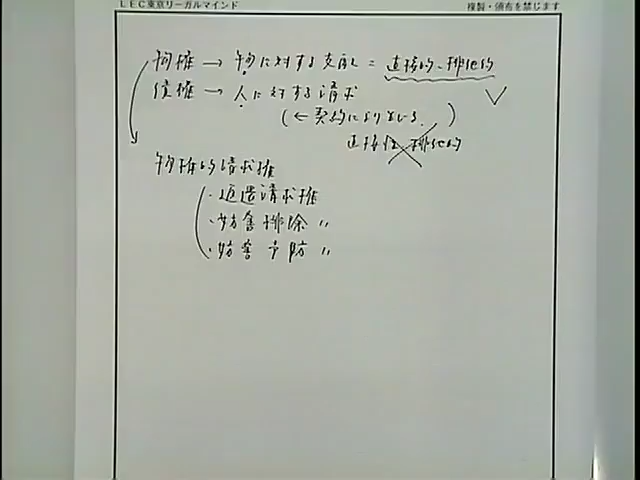 LEC東京リーガルマインド 複製・頒布を禁じます
物権 → 物に対する支配 = 直接的、排他的
債権 → 人に対する請求
(← 契約によりている。)
直接性 排他的
物権的請求権
・返還請求権
・妨害排除 〃
・妨害予防 〃